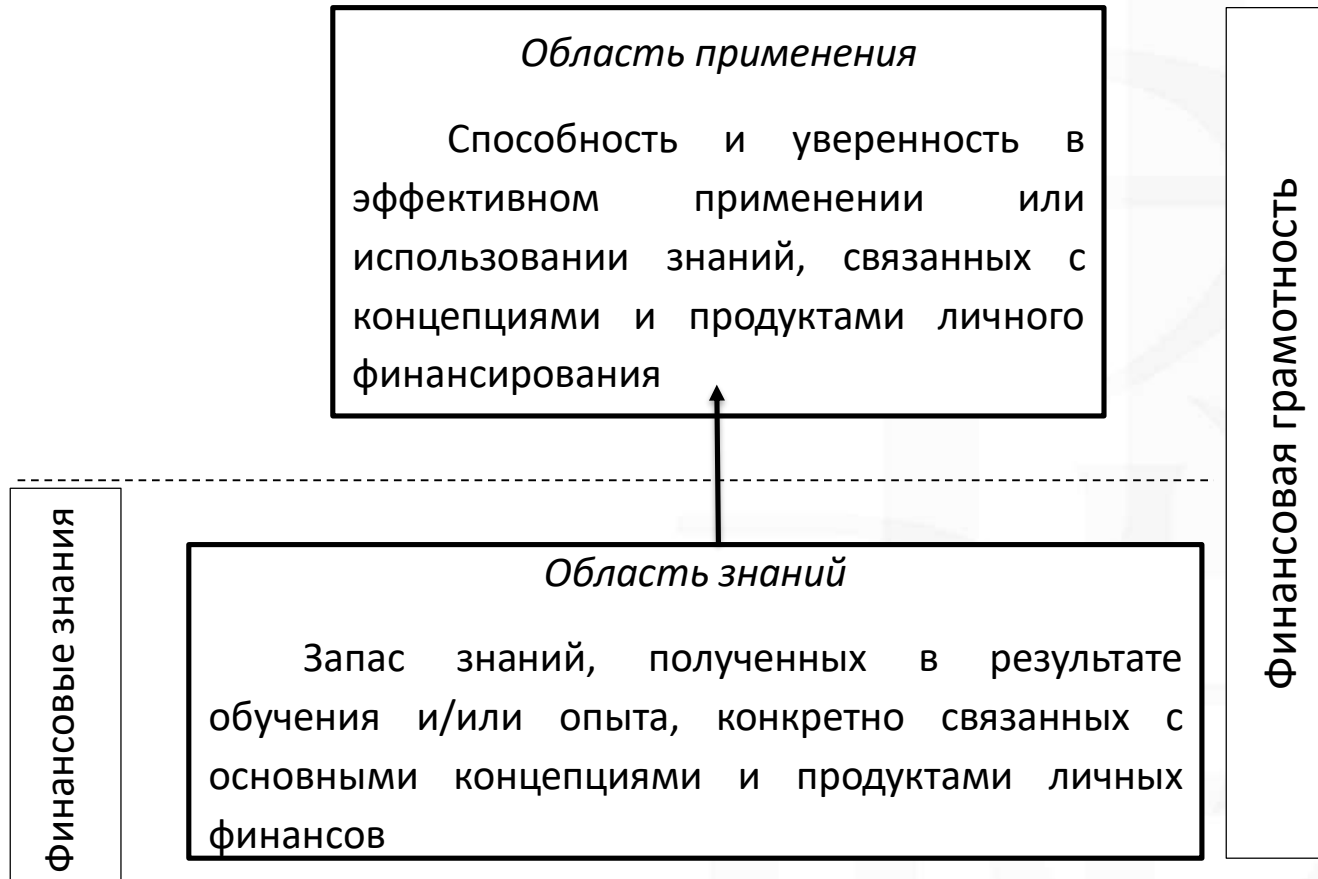 Область применения
Способность и уверенность в
эффективном применении или
использовании знаний, связанных с
концепциями и продуктами личного
финансирования
Финансовая грамотность
Финансовые знания
Область знаний
Запас знаний, полученных в результате
обучения и/или опыта, конкретно связанных с
основными концепциями и продуктами личных
финансов